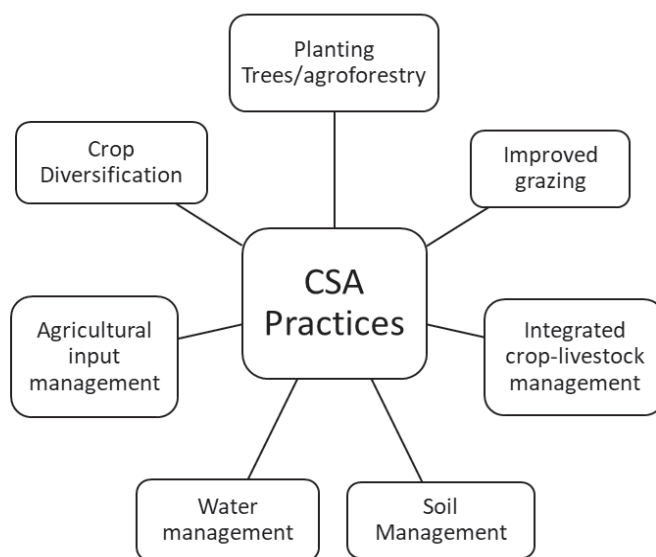 Planting
Trees/agroforestry
Crop
Diversification
Improved
grazing
CSA
Practices
Agricultural
input
management
Integrated
crop-livestock
management
Water
management
Soil
Management